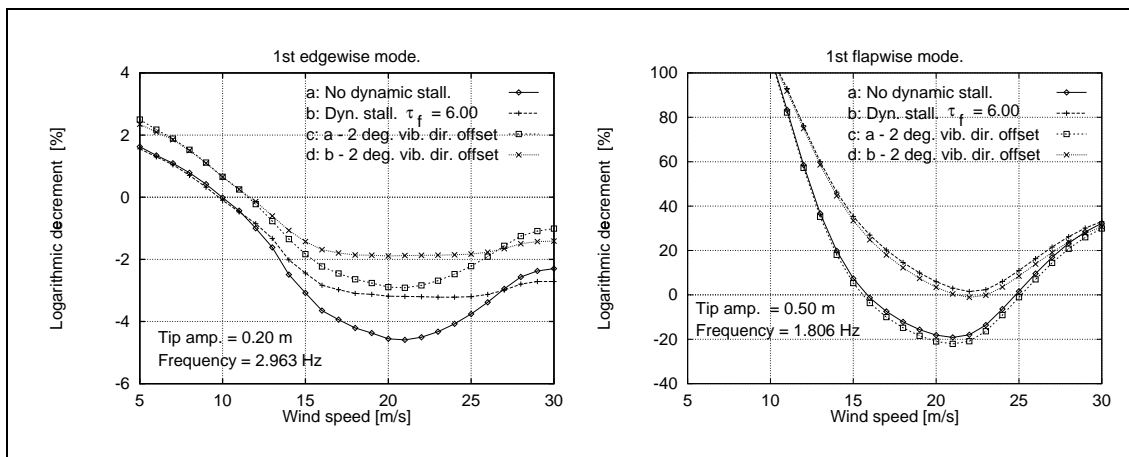 1st edgewise mode.
4
2
0
-2
-4
-6
Logarithmic decrement [%]
a: No dynamic stall.
b: Dyn. stall. τf = 6.00
c: a - 2 deg. vib. dir. offset
d: b - 2 deg. vib. dir. offset
Tip amp. = 0.20 m
Frequency = 2.963 Hz
5 10 15 20 25 30
Wind speed [m/s]
1st flapwise mode.
100
80
60
40
20
0
-20
-40
Logarithmic decrement [%]
a: No dynamic stall.
b: Dyn. stall. τf = 6.00
c: a - 2 deg. vib. dir. offset
d: b - 2 deg. vib. dir. offset
Tip amp. = 0.50 m
Frequency = 1.806 Hz
5 10 15 20 25 30
Wind speed [m/s]